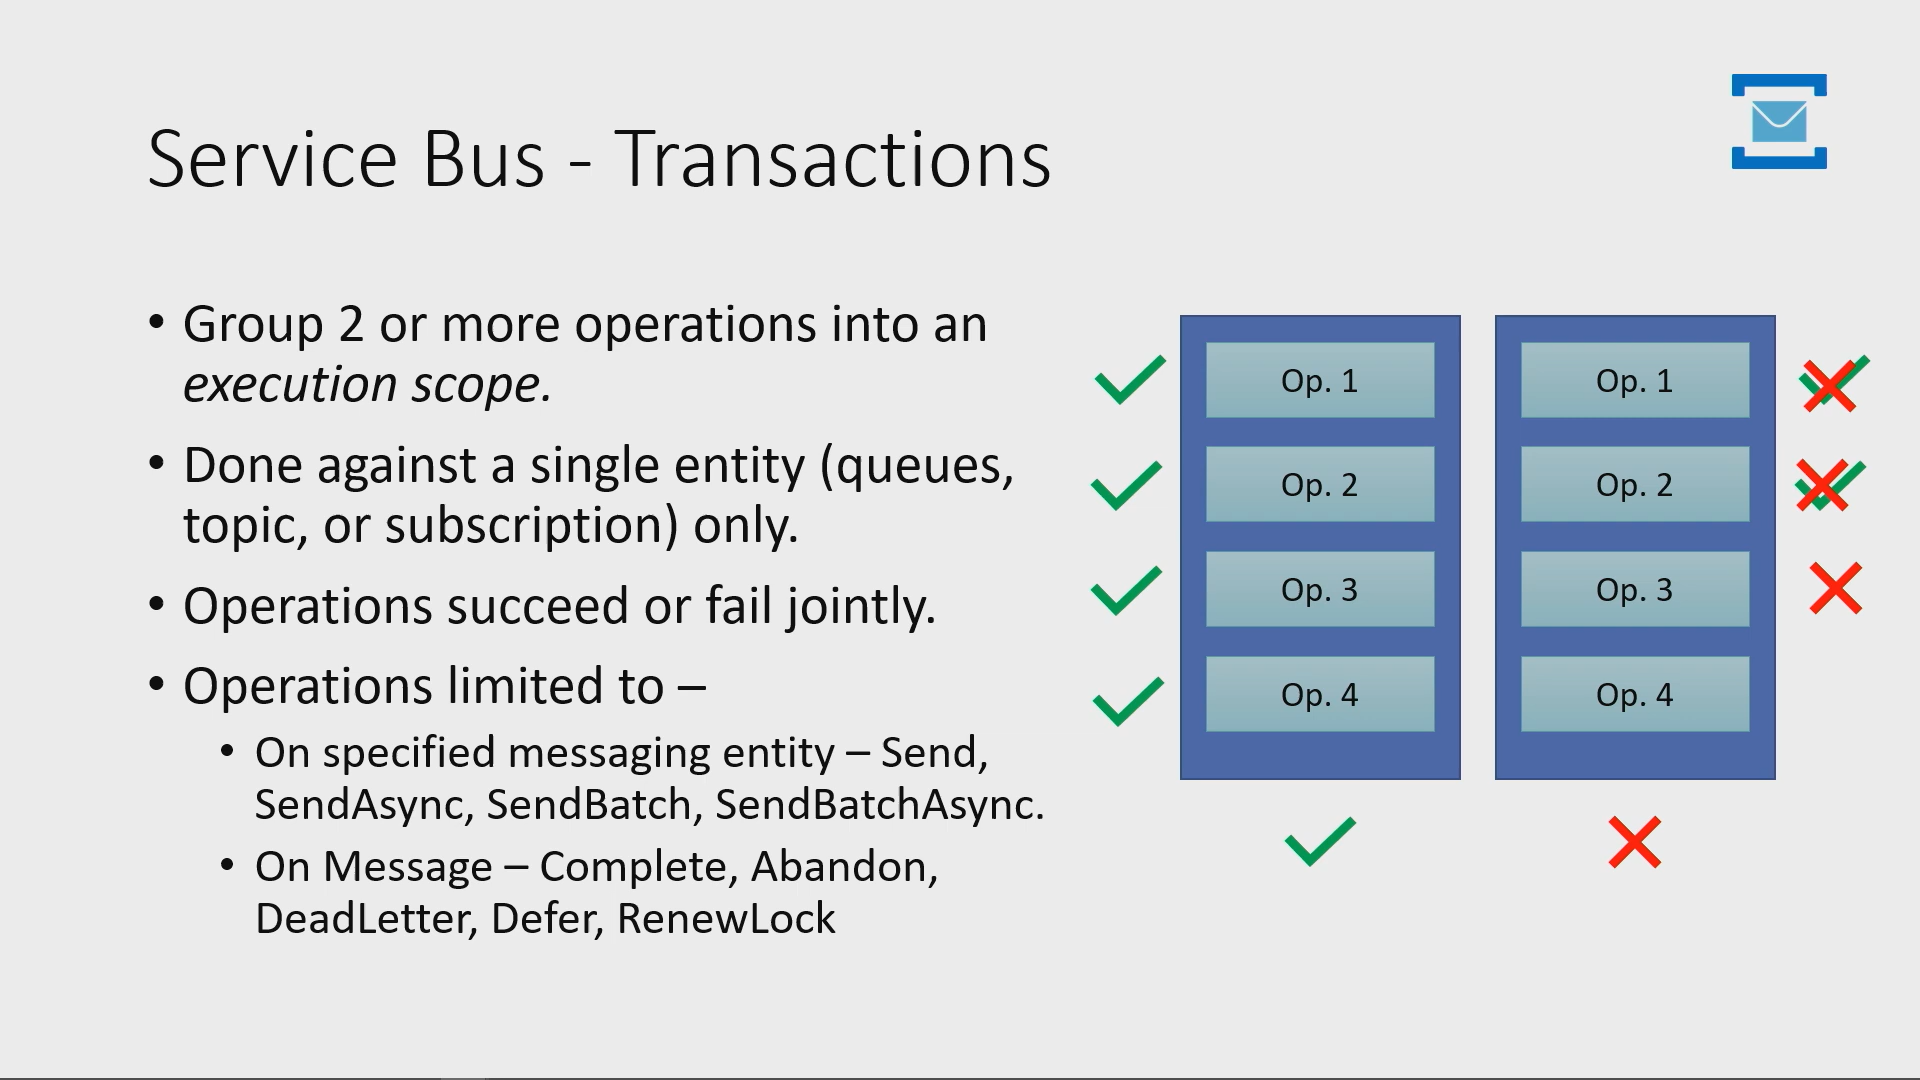 Service Bus - Transactions
• Group 2 or more operations into an
execution scope.
• Done against a single entity (queues,
topic, or subscription) only.
• Operations succeed or fail jointly.
• Operations limited to –
• On specified messaging entity – Send,
SendAsync, SendBatch, SendBatchAsync.
• On Message – Complete, Abandon,
DeadLetter, Defer, RenewLock
Op. 1
Op. 2
Op. 3
Op. 4
Op. 1
Op. 2
Op. 3
Op. 4